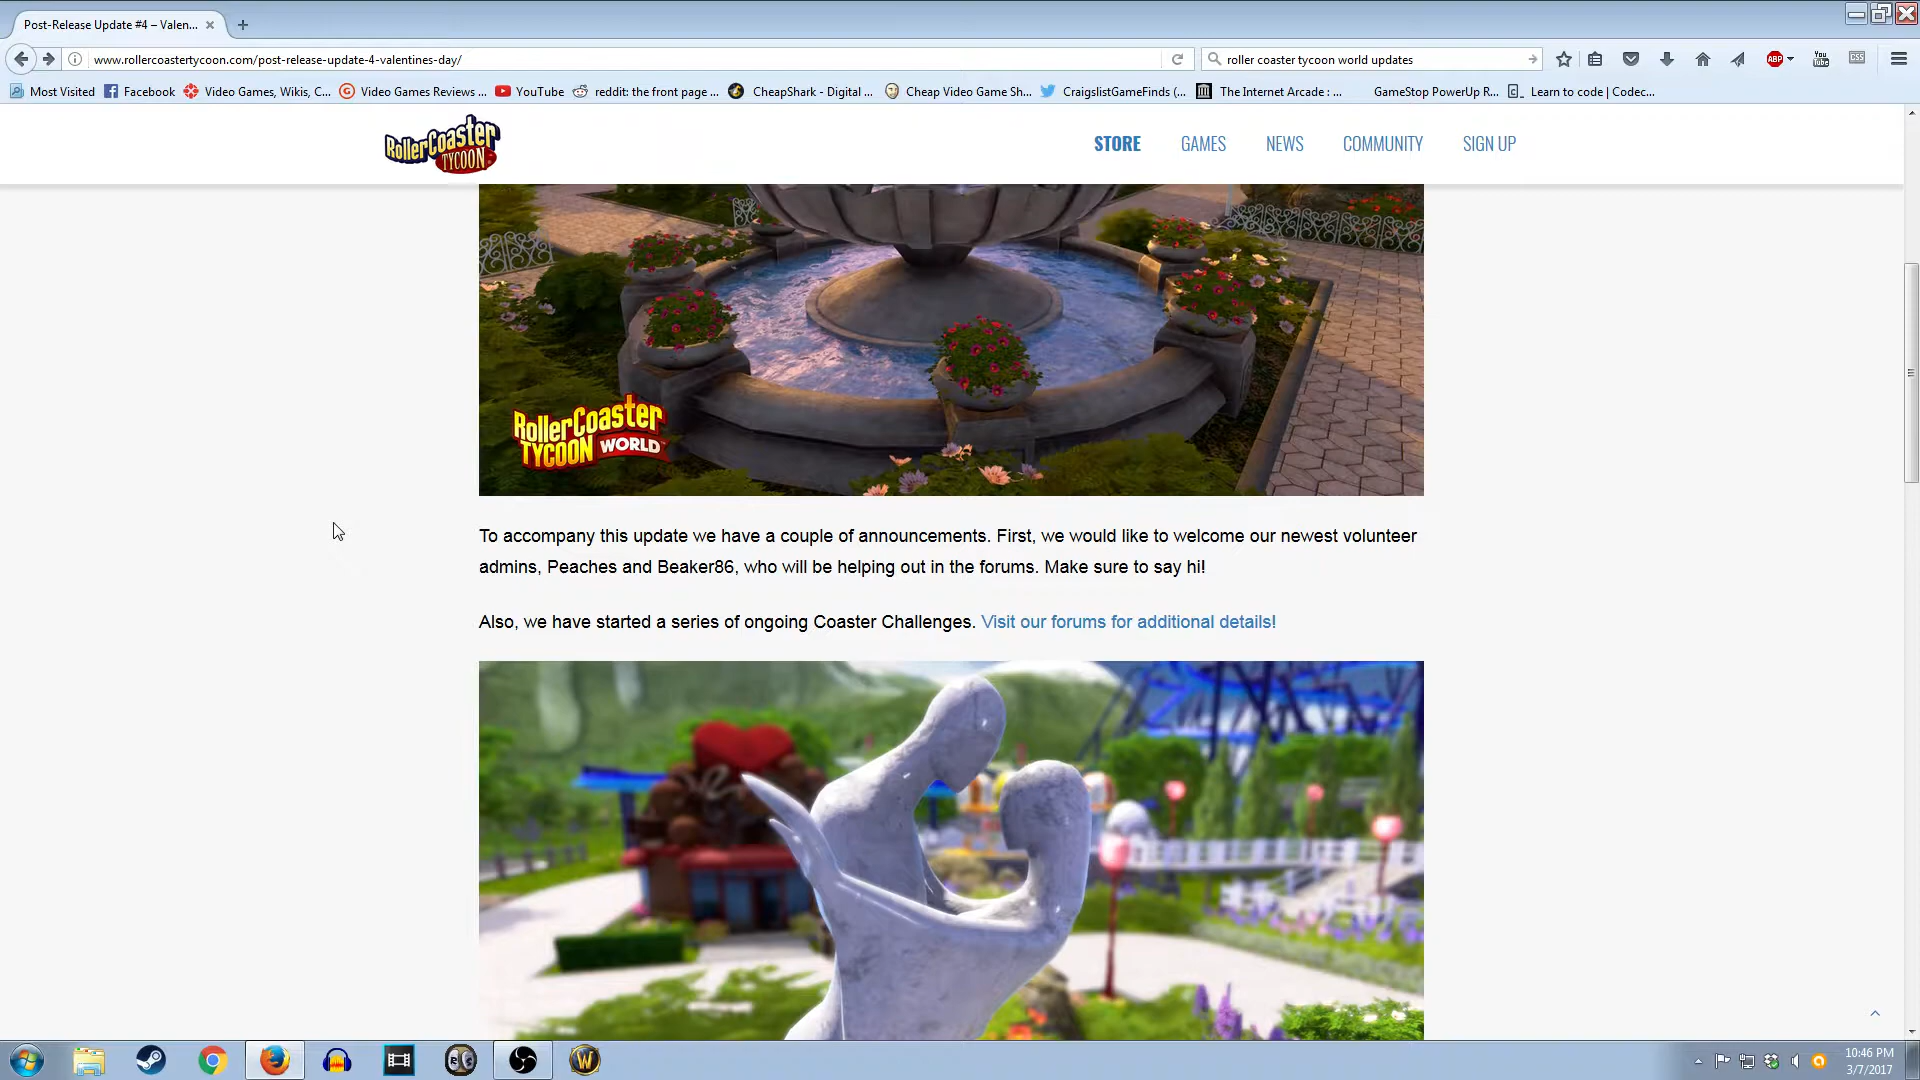 Post-Release Update #4 – Valen...
www.rollercoastertycoon.com/post-release-update-4-valentines-day/
roller coaster tycoon world updates
ABP
You Tube
CSS
Most Visited
Facebook
Video Games, Wikis, C...
Video Games Reviews ...
YouTube
reddit: the front page ...
CheapShark - Digital ...
Cheap Video Game Sh...
CraigslistGameFinds (...
The Internet Arcade : ...
GameStop PowerUp R...
Learn to code | Codec...
RollerCoaster
TYCOON
STORE
GAMES
NEWS
COMMUNITY
SIGN UP
RollerCoaster
TYCOON WORLD
To accompany this update we have a couple of announcements. First, we would like to welcome our newest volunteer
admins, Peaches and Beaker86, who will be helping out in the forums. Make sure to say hi!
Also, we have started a series of ongoing Coaster Challenges. Visit our forums for additional details!
10:46 PM
3/7/2017